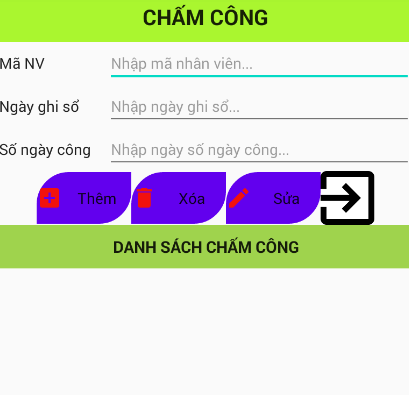 CHẤM CÔNG
Mã NV Nhập mã nhân viên...
Ngày ghi sổ Nhập ngày ghi sổ...
Số ngày công Nhập ngày số ngày công...
Thêm Xóa Sửa
DANH SÁCH CHẤM CÔNG